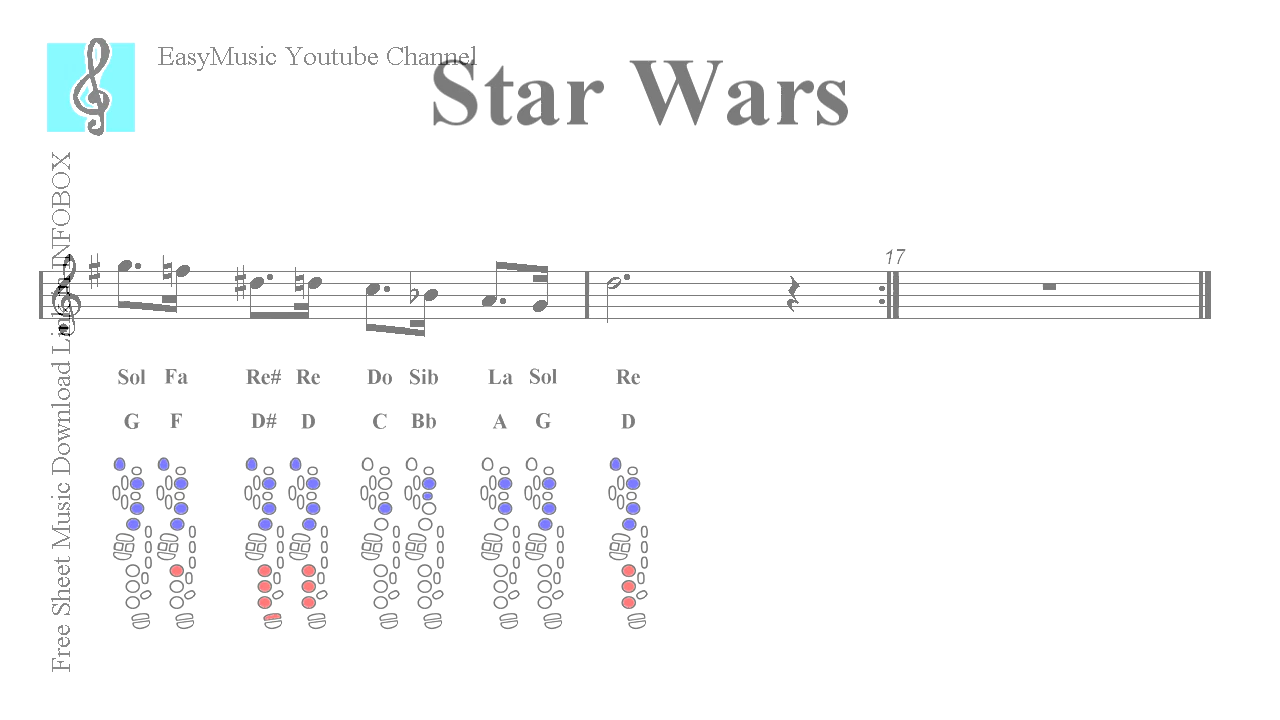 EasyMusic Youtube Channel
Star Wars
Free Sheet Music Download Link in INFOBOX
17
Sol Fa Re# Re Do Sib La Sol Re
G F D# D C Bb A G D